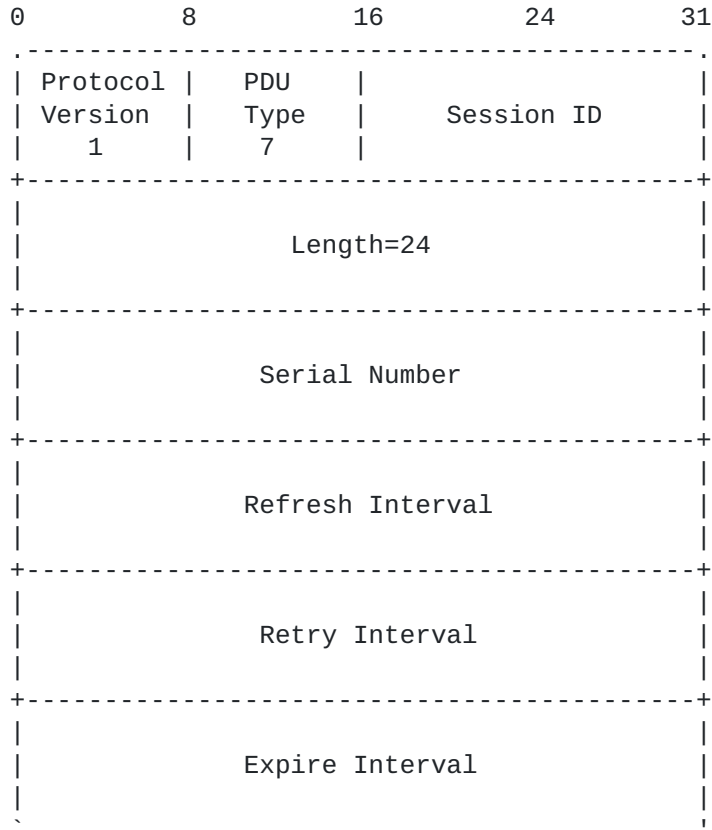 0          8          16         24        31
.-------------------------------------------.
| Protocol |   PDU    |                     |
| Version  |   Type   |     Session ID      |
|    1     |    7     |                     |
+-------------------------------------------+
|                                           |
|                 Length=24                 |
|                                           |
+-------------------------------------------+
|                                           |
|               Serial Number               |
|                                           |
+-------------------------------------------+
|                                           |
|              Refresh Interval             |
|                                           |
+-------------------------------------------+
|                                           |
|               Retry Interval              |
|                                           |
+-------------------------------------------+
|                                           |
|              Expire Interval              |
|                                           |